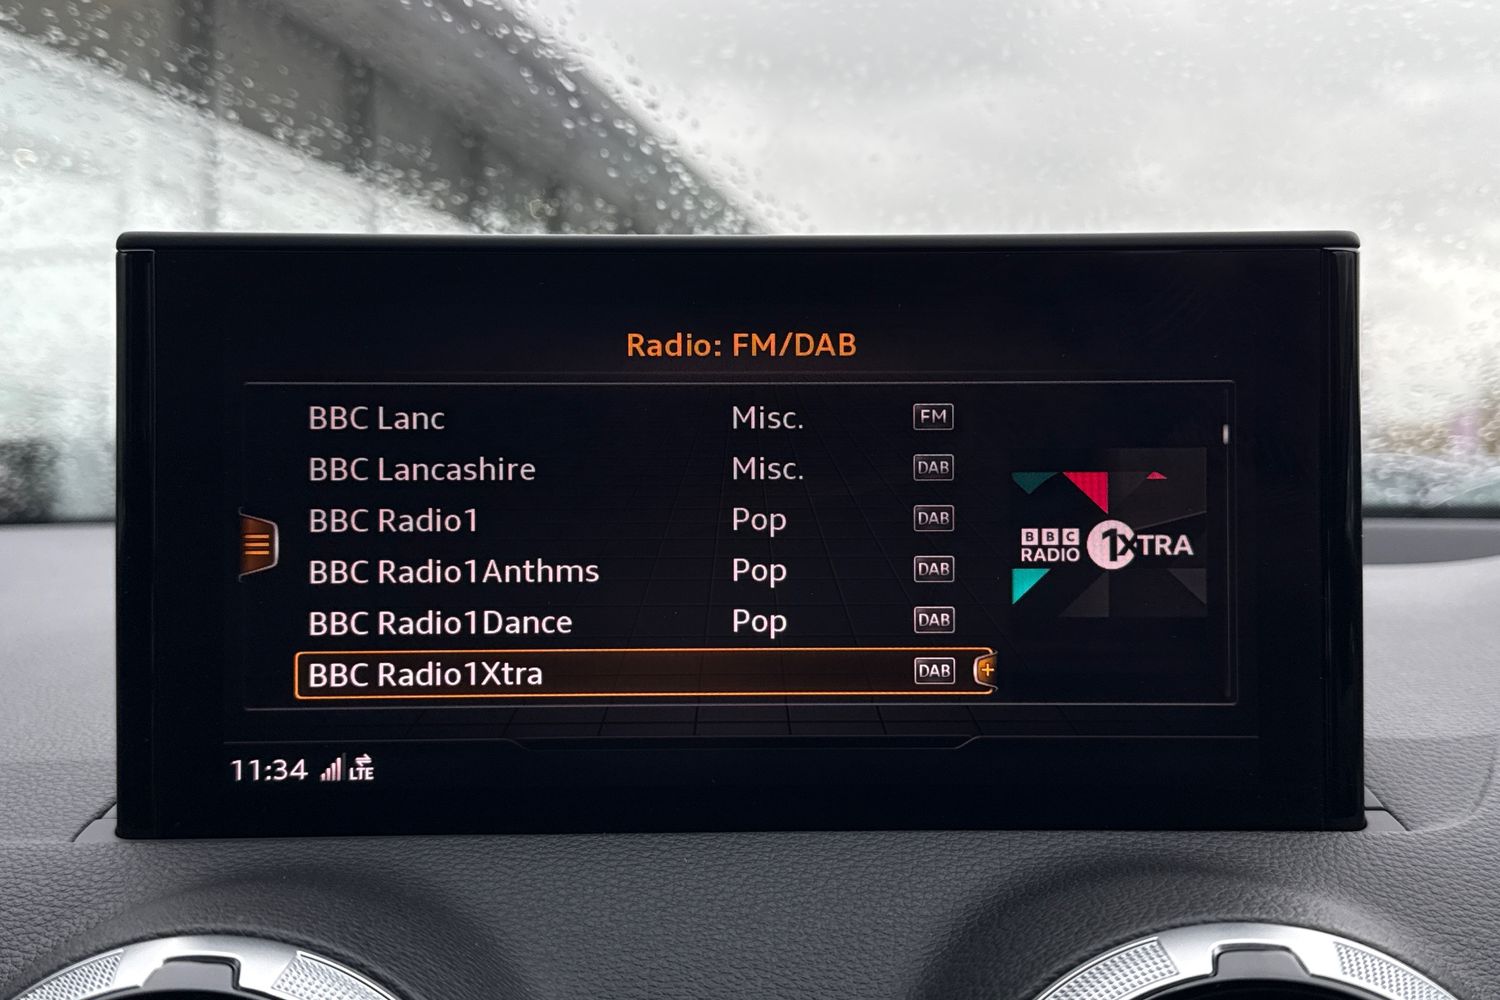 Radio: FM/DAB
BBC Lanc Misc. FM
BBC Lancashire Misc. DAB
BBC Radio1 Pop DAB
BBC Radio1Anthms Pop DAB
BBC Radio1Dance Pop DAB
BBC Radio1Xtra DAB +
BBC
RADIO 1XTRA
11:34 LTE